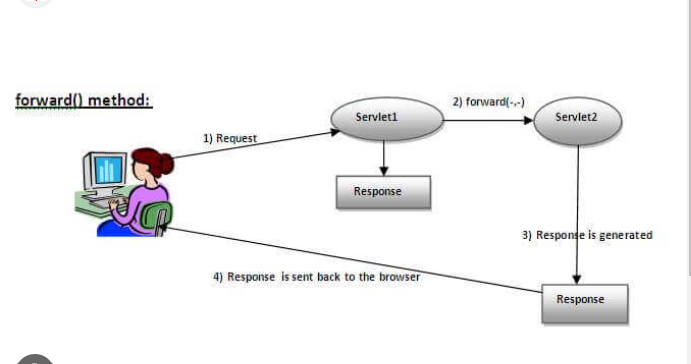 forward() method:
1) Request
Servlet1
2) forward(-,-)
Servlet2
Response
3) Response is generated
4) Response is sent back to the browser
Response